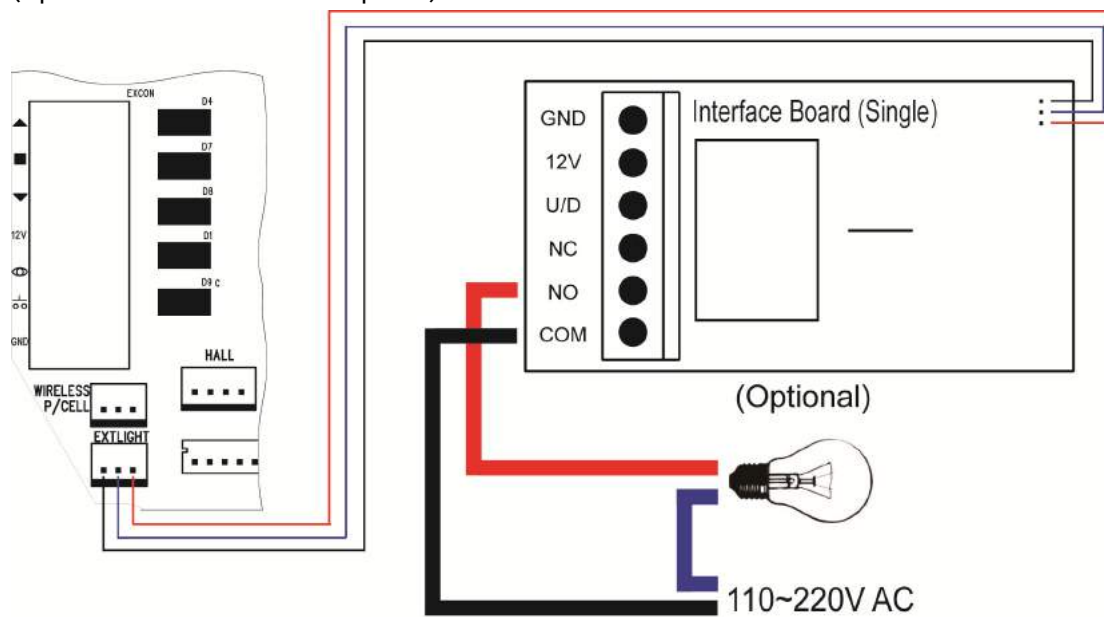 EXCON
D4
D7
D8
12V
D1
D9 C
GND
HALL
WIRELESS
P/CELL
EXTLIGHT
Interface Board (Single)
GND
12V
U/D
NC
NO
COM
(Optional)
110~220V AC